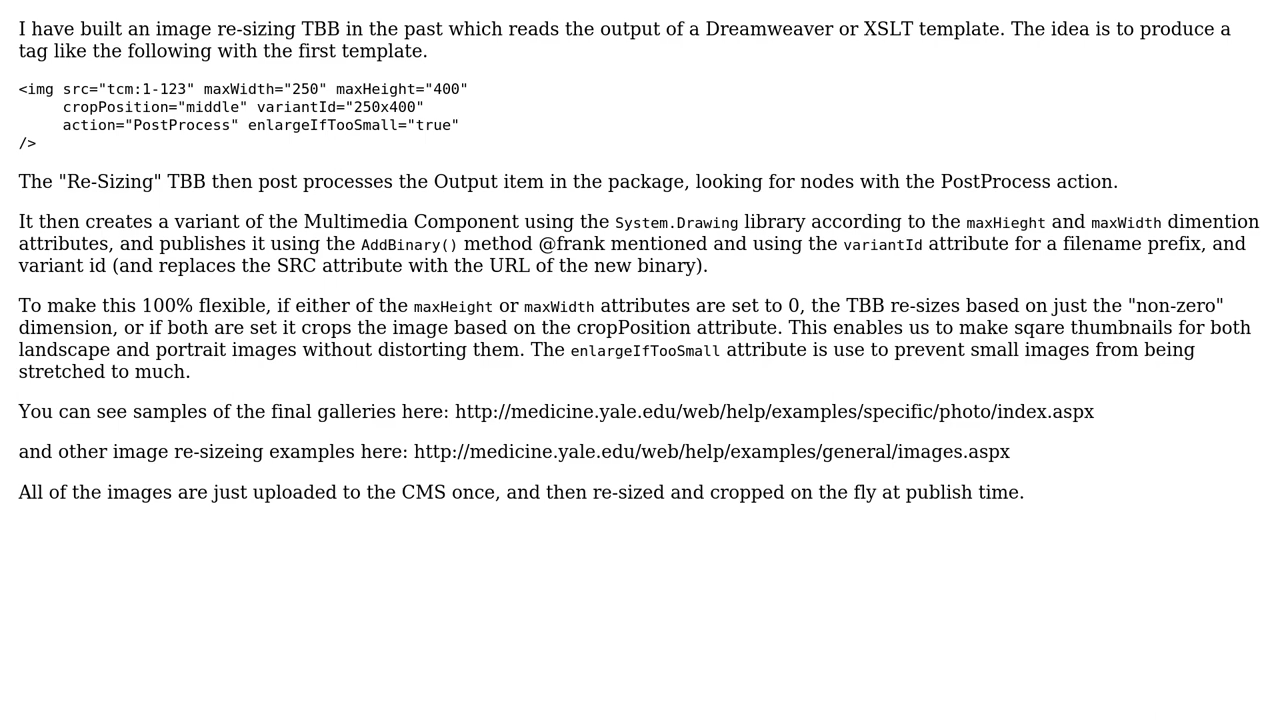 I have built an image re-sizing TBB in the past which reads the output of a Dreamweaver or XSLT template. The idea is to produce a
tag like the following with the first template.
<img src="tcm:1-123" maxWidth="250" maxHeight="400"
     cropPosition="middle" variantId="250x400"
     action="PostProcess" enlargeIfTooSmall="true"
/>
The "Re-Sizing" TBB then post processes the Output item in the package, looking for nodes with the PostProcess action.
It then creates a variant of the Multimedia Component using the System.Drawing library according to the maxHieght and maxWidth dimention
attributes, and publishes it using the AddBinary() method @frank mentioned and using the variantId attribute for a filename prefix, and
variant id (and replaces the SRC attribute with the URL of the new binary).
To make this 100% flexible, if either of the maxHeight or maxWidth attributes are set to 0, the TBB re-sizes based on just the "non-zero"
dimension, or if both are set it crops the image based on the cropPosition attribute. This enables us to make sqare thumbnails for both
landscape and portrait images without distorting them. The enlargeIfTooSmall attribute is use to prevent small images from being
stretched to much.
You can see samples of the final galleries here: http://medicine.yale.edu/web/help/examples/specific/photo/index.aspx
and other image re-sizeing examples here: http://medicine.yale.edu/web/help/examples/general/images.aspx
All of the images are just uploaded to the CMS once, and then re-sized and cropped on the fly at publish time.